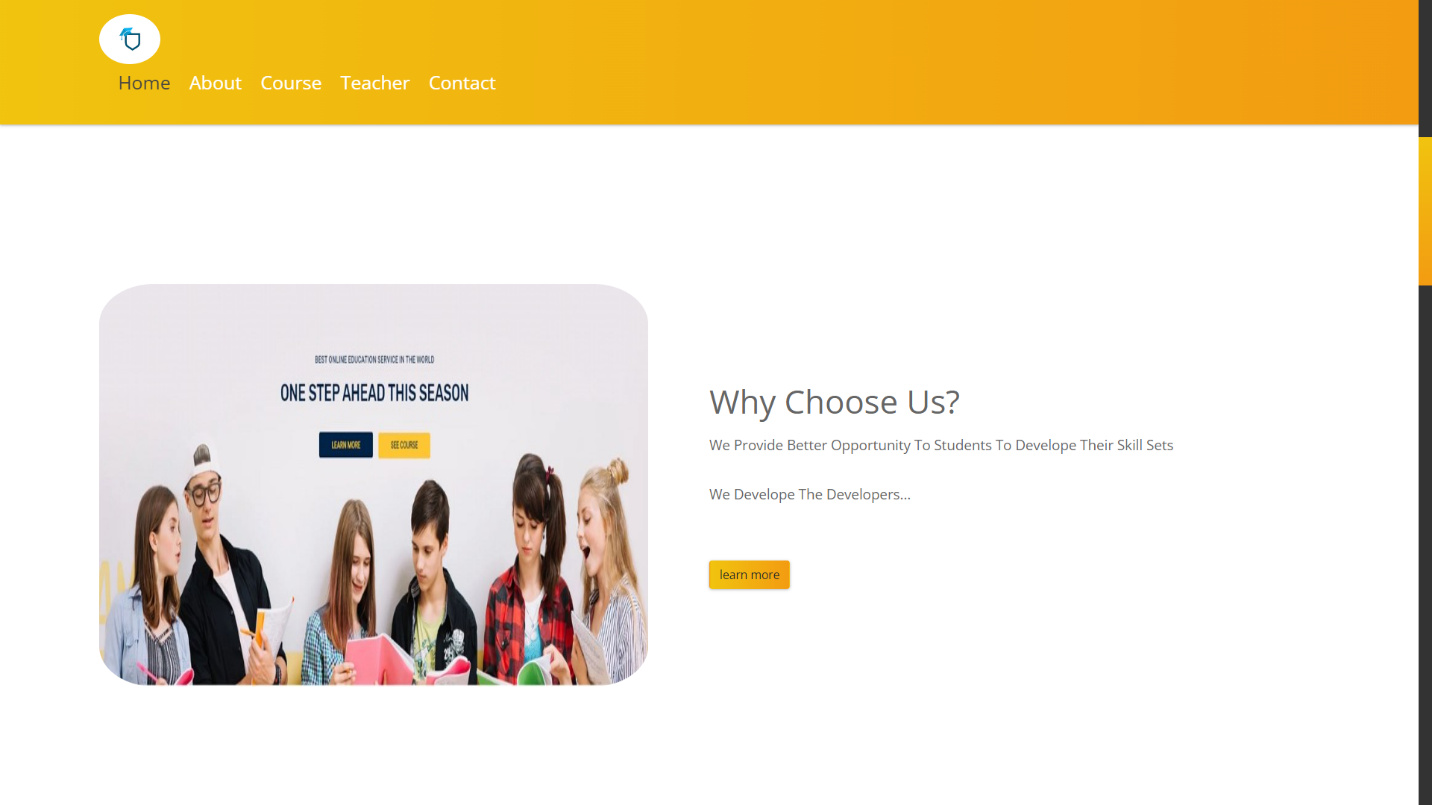 Home About Course Teacher Contact
BEST ONLINE EDUCATION SERVICE IN THE WORLD
ONE STEP AHEAD THIS SEASON
LEARN MORE SEE COURSE
Why Choose Us?
We Provide Better Opportunity To Students To Develope Their Skill Sets
We Develope The Developers...
learn more